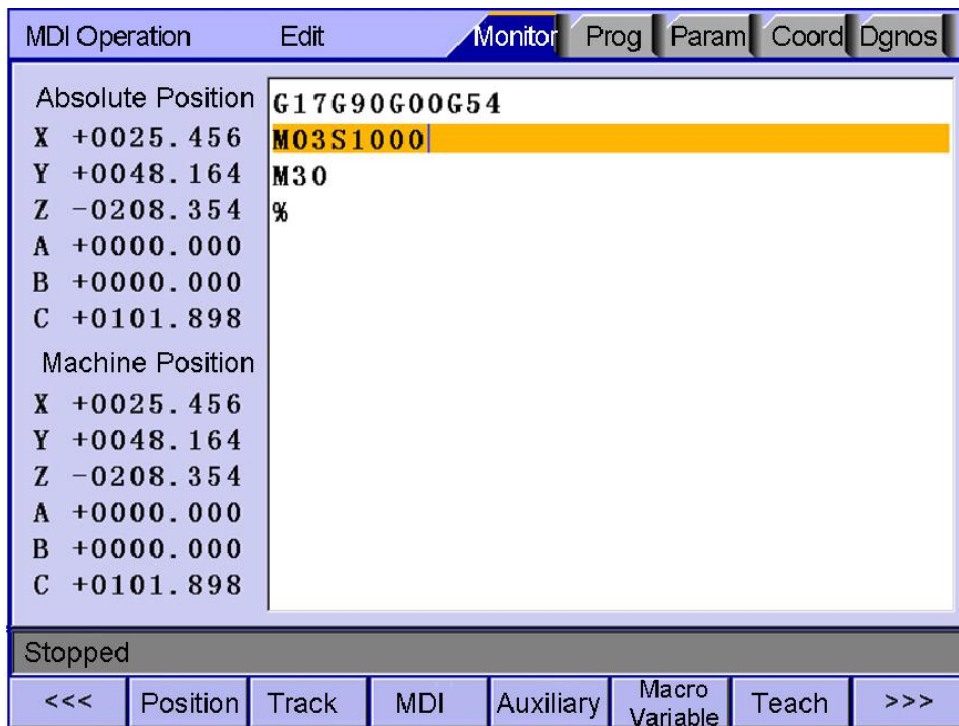 MDI Operation Edit Monitor Prog Param Coord Dgnos
Absolute Position
X +0025.456
Y +0048.164
Z -0208.354
A +0000.000
B +0000.000
C +0101.898
Machine Position
X +0025.456
Y +0048.164
Z -0208.354
A +0000.000
B +0000.000
C +0101.898
G17G90G00G54
M03S1000
M30
%
Stopped
<<< Position Track MDI Auxiliary Macro Variable Teach >>>